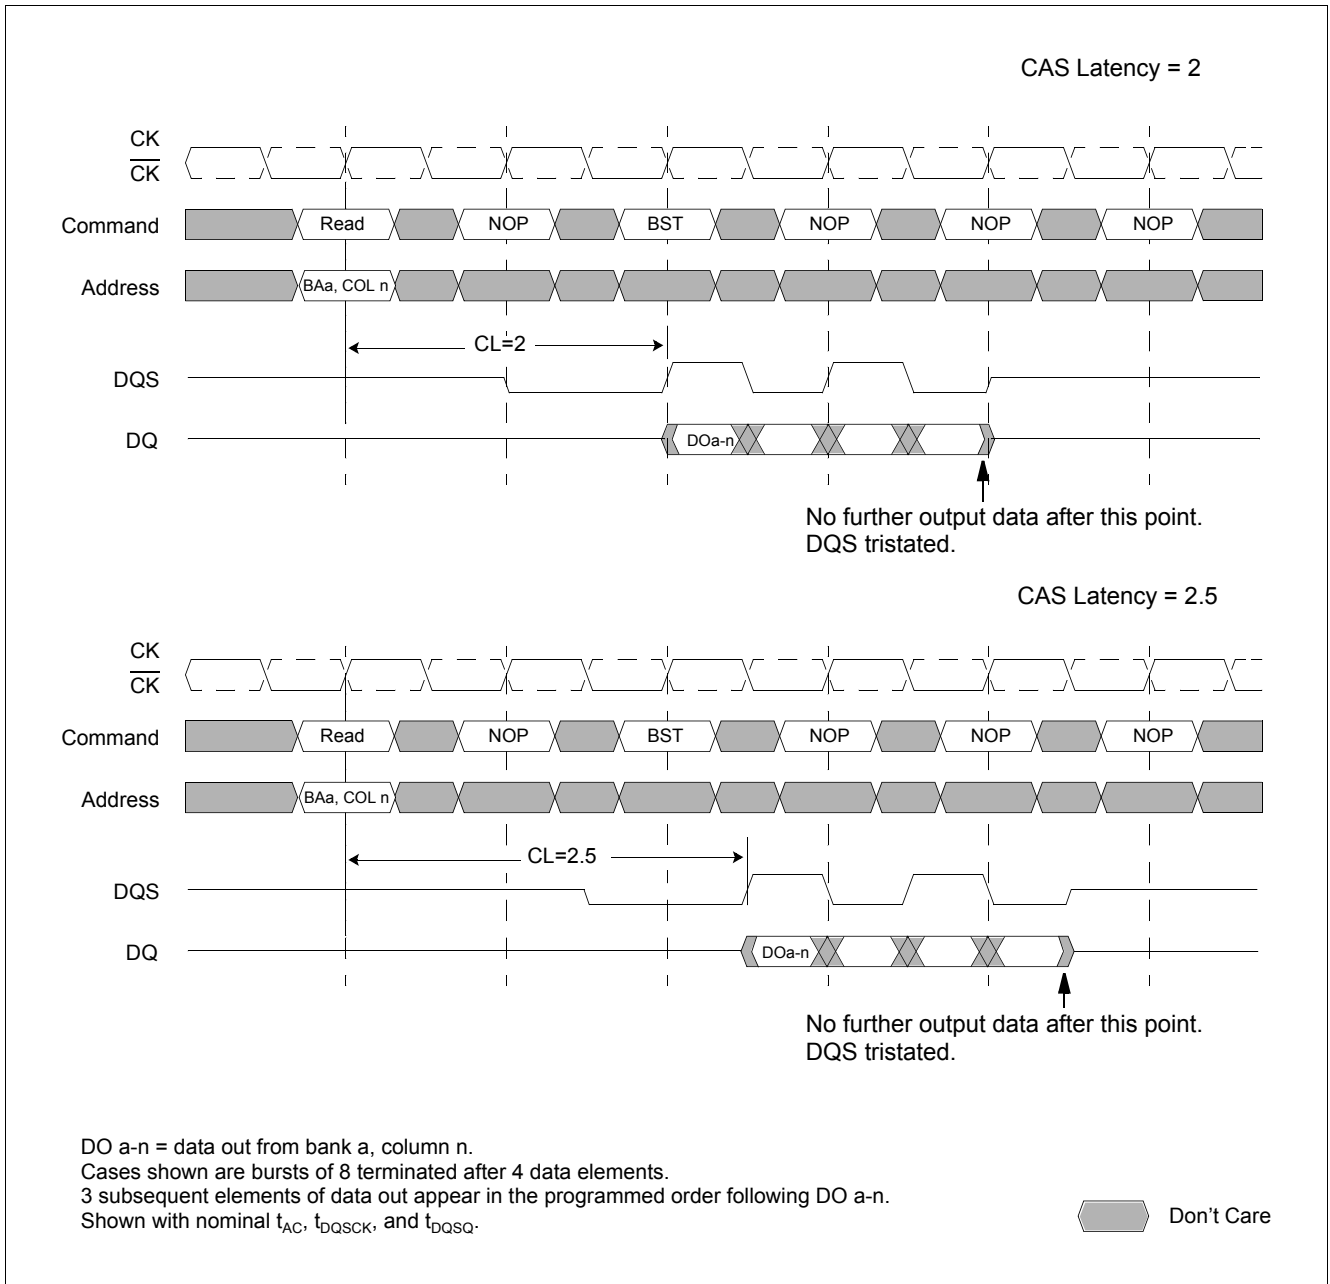 CAS Latency = 2
CK
CK
Command
Read
NOP
BST
NOP
NOP
NOP
Address
BAa, COL n
CL=2
DQS
DQ
DOa-n
No further output data after this point.
DQS tristated.
CAS Latency = 2.5
CK
CK
Command
Read
NOP
BST
NOP
NOP
NOP
Address
BAa, COL n
CL=2.5
DQS
DQ
DOa-n
No further output data after this point.
DQS tristated.
DO a-n = data out from bank a, column n.
Cases shown are bursts of 8 terminated after 4 data elements.
3 subsequent elements of data out appear in the programmed order following DO a-n.
Shown with nominal tAC, tDQSCK, and tDQSQ.
Don't Care